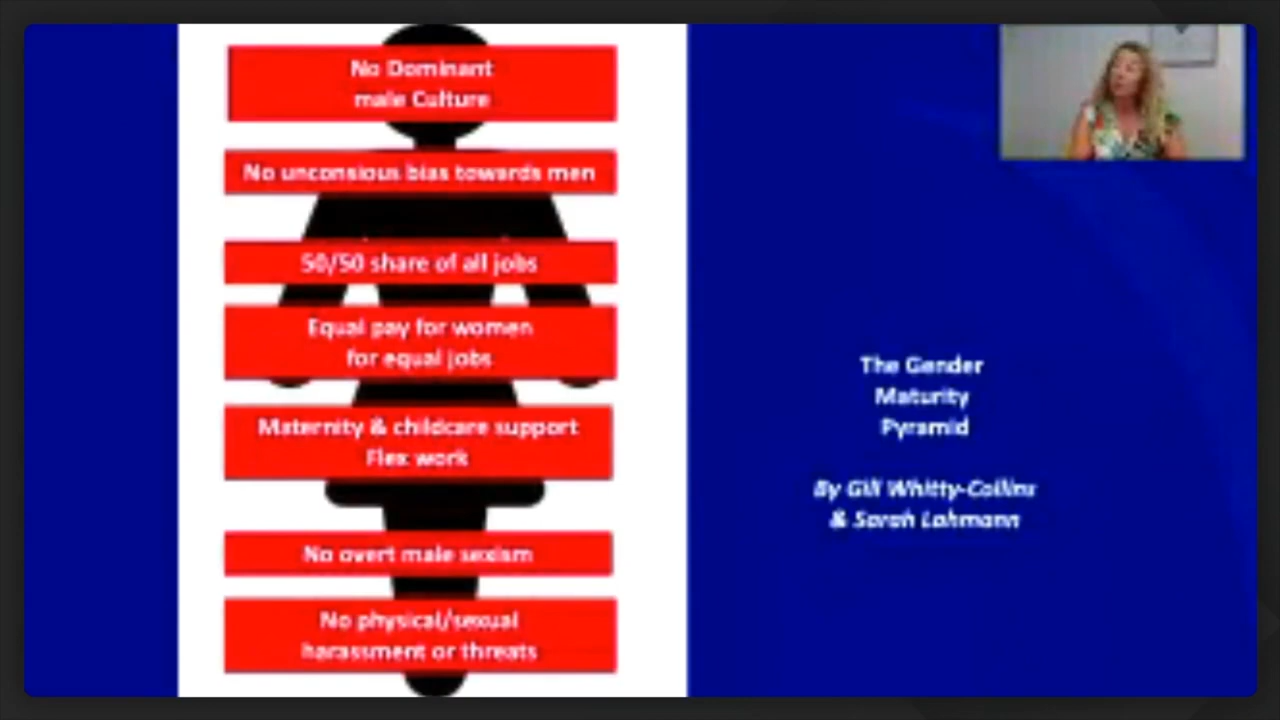 No Dominant
male Culture
No unconsious bias towards men
50/50 share of all jobs
Equal pay for women
for equal jobs
Maternity & childcare support
Flex work
No overt male sexism
No physical/sexual
harassment or threats
The Gender
Maturity
Pyramid
By Gill Whitty-Collins
& Sarah Lahmann